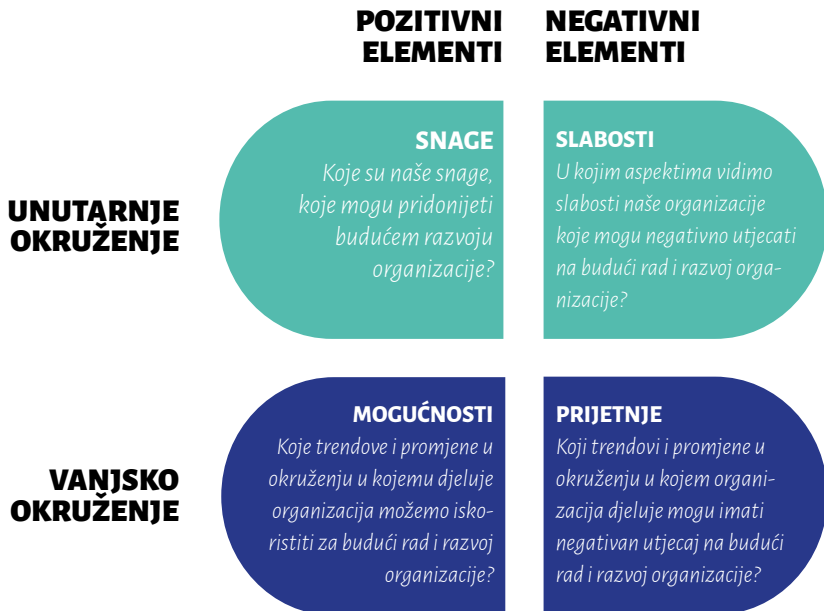 POZITIVNI
ELEMENTI
NEGATIVNI
ELEMENTI
UNUTARNJE
OKRUŽENJE
SNAGE
Koje su naše snage,
koje mogu pridonijeti
budućem razvoju
organizacije?
SLABOSTI
U kojim aspektima vidimo
slabosti naše organizacije
koje mogu negativno utjecati
na budući rad i razvoj orga-
nizacije?
VANJSKO
OKRUŽENJE
MOGUĆNOSTI
Koje trendove i promjene u
okruženju u kojemu djeluje
organizacija možemo isko-
ristiti za budući rad i razvoj
organizacije?
PRIJETNJE
Koji trendovi i promjene u
okruženju u kojem organi-
zacija djeluje mogu imati
negativan utjecaj na budući
rad i razvoj organizacije?